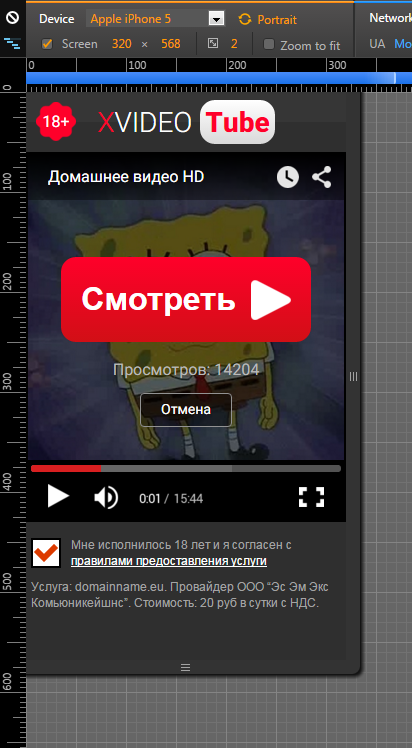 Device Apple iPhone 5 Portrait Network
Screen 320 × 568 2 Zoom to fit UA Mo
0 100 200 300
0
100
200
300
400
500
600
18+ XVIDEO Tube
Домашнее видео HD
Смотреть
Просмотров: 14204
Отмена
0:01 / 15:44
Мне исполнилось 18 лет и я согласен с
правилами предоставления услуги
Услуга: domainname.eu. Провайдер ООО “Эс Эм Экс
Комьюникейшнс”. Стоимость: 20 руб в сутки с НДС.